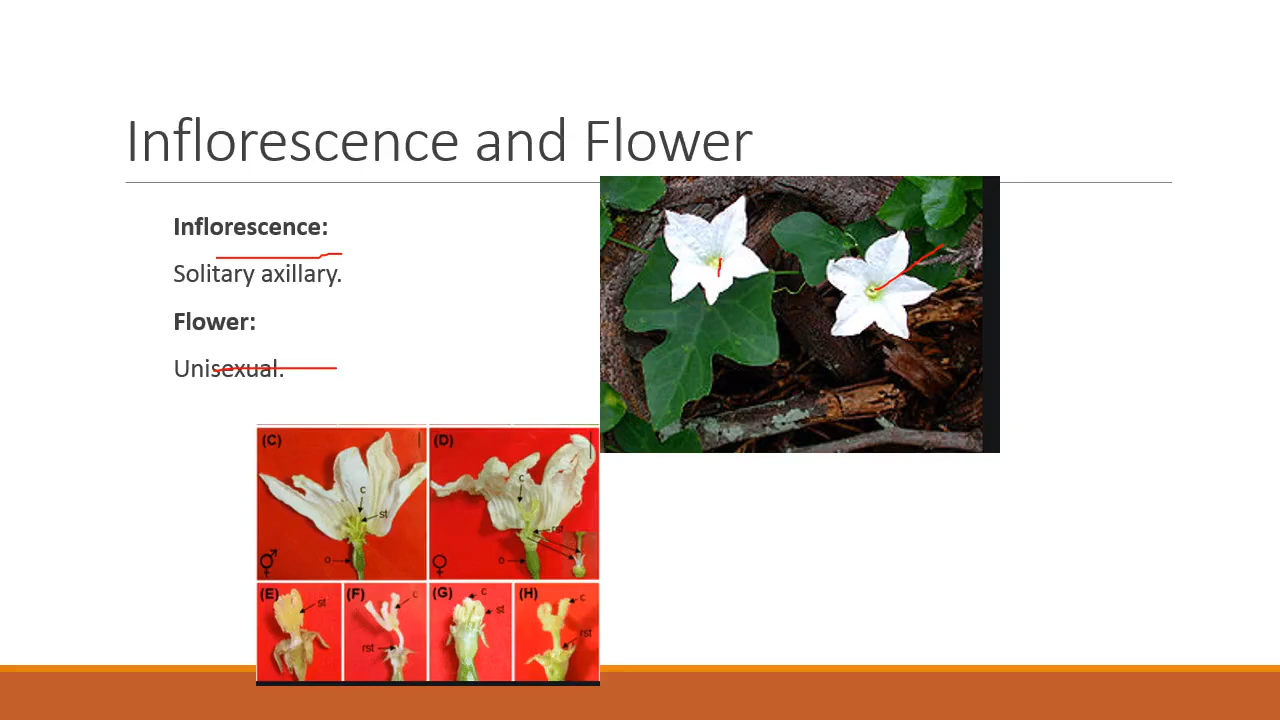 Inflorescence and Flower
Inflorescence:
Solitary axillary.
Flower:
Unisexual.
(C)
c
st
o
(D)
c
rst
o
(E)
st
(F)
c
rst
(G)
c
st
(H)
c
rst